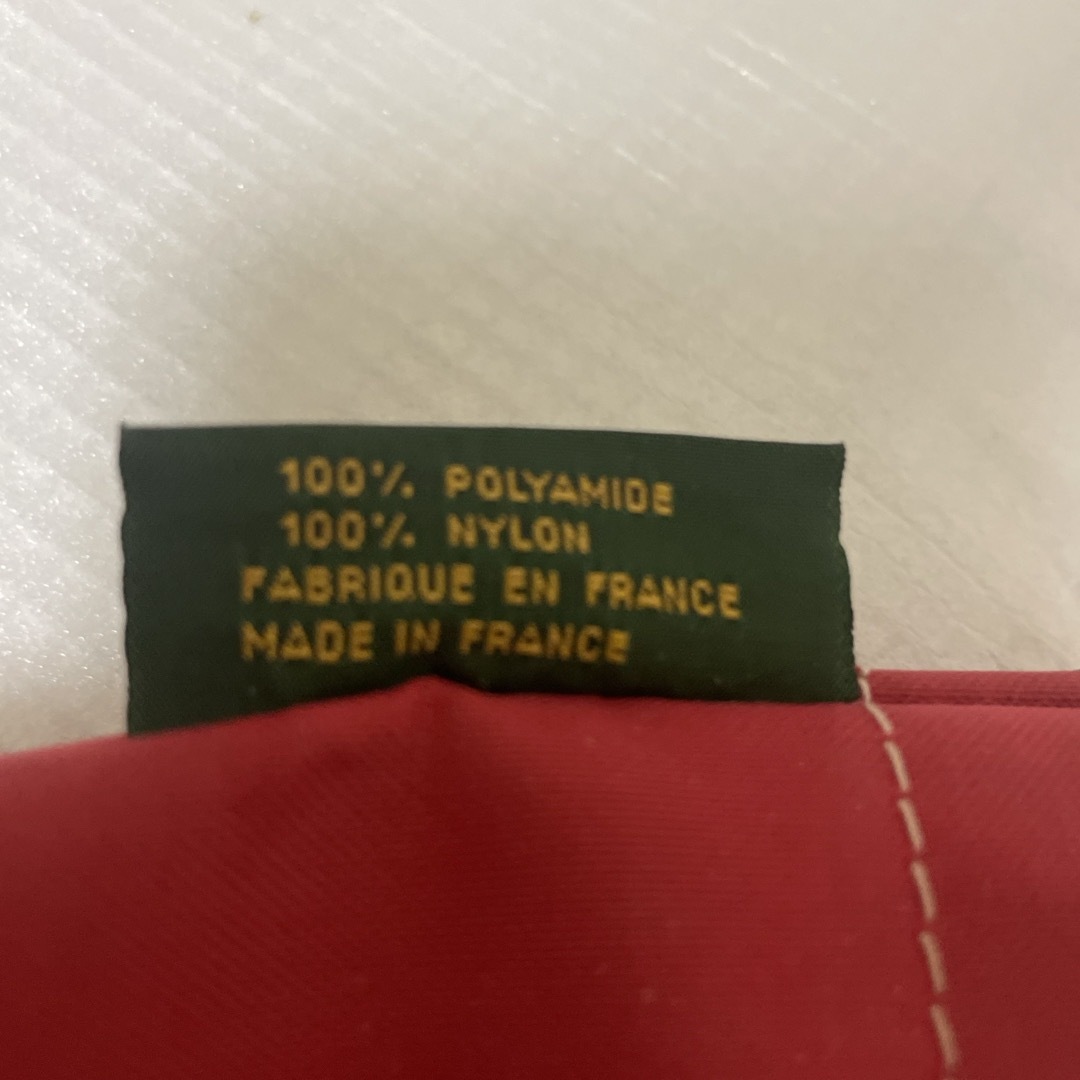 100% POLYAMIDE
100% NYLON
FABRIQUE EN FRANCE
MADE IN FRANCE